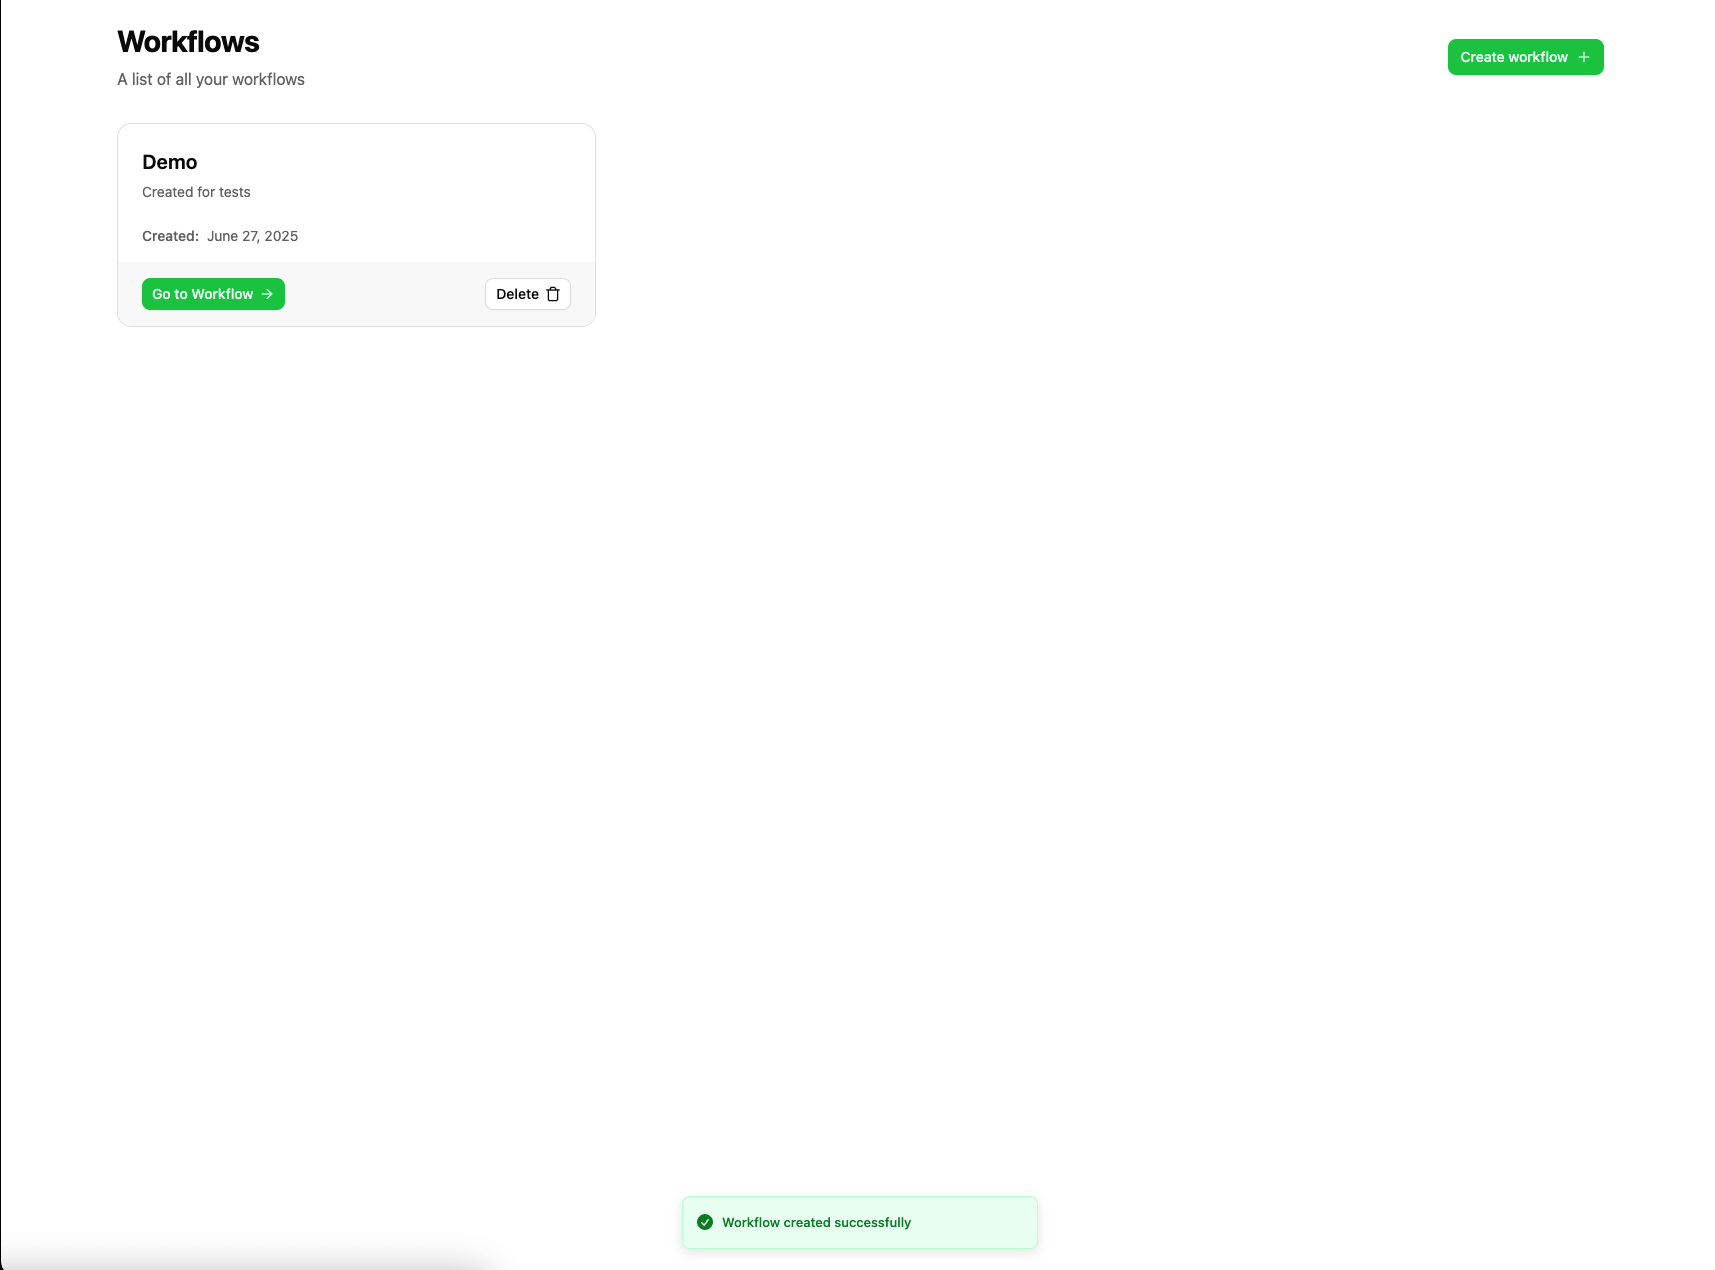 Workflows
A list of all your workflows
Create workflow
Demo
Created for tests
Created: June 27, 2025
Go to Workflow
Delete
Workflow created successfully